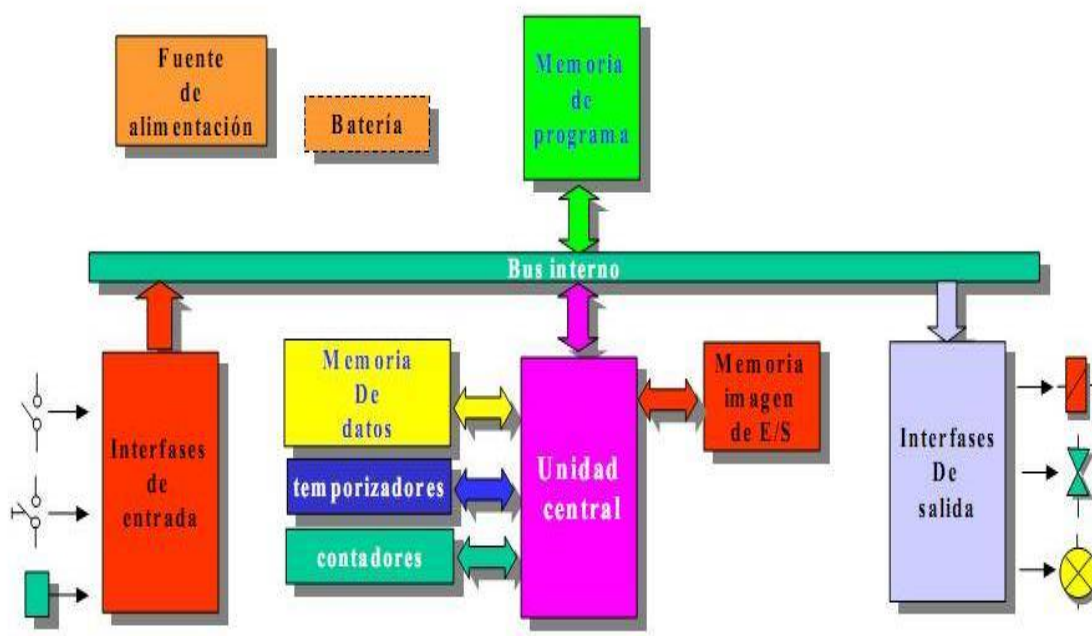 Fuente
de
alimentación
Batería
Memoria
de
programa
Bus interno
Interfases
de
entrada
Memoria
De
datos
temporizadores
contadores
Unidad
central
Memoria
imagen
de E/S
Interfases
De
salida